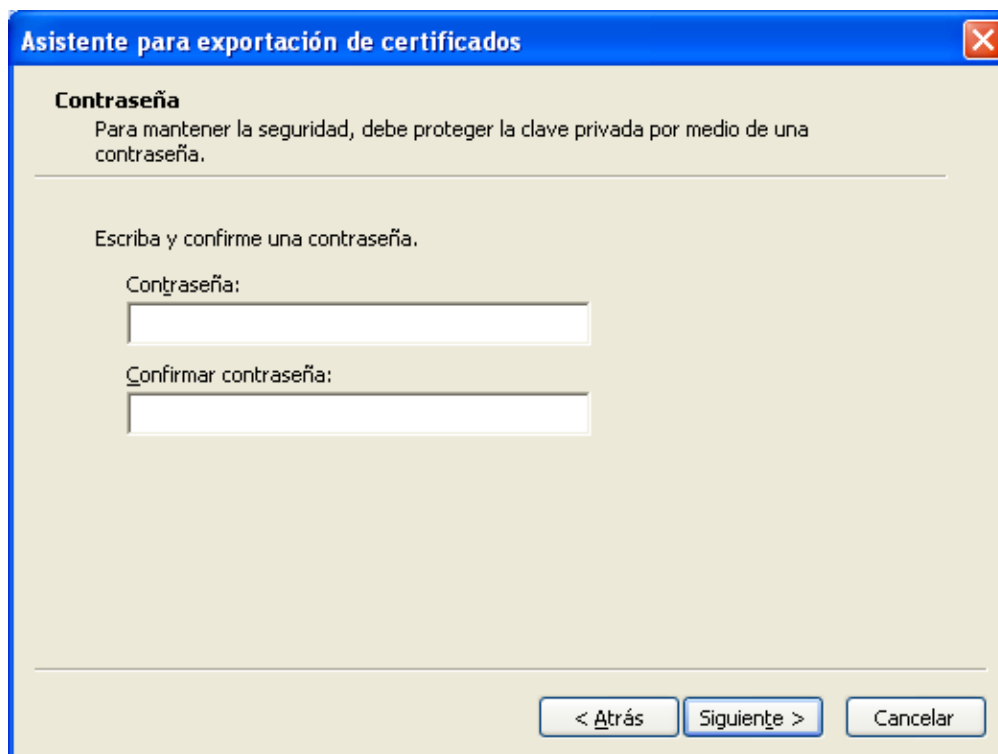 Asistente para exportación de certificados
Contraseña
Para mantener la seguridad, debe proteger la clave privada por medio de una
contraseña.
Escriba y confirme una contraseña.
Contraseña:
Confirmar contraseña:
< Atrás Siguiente > Cancelar